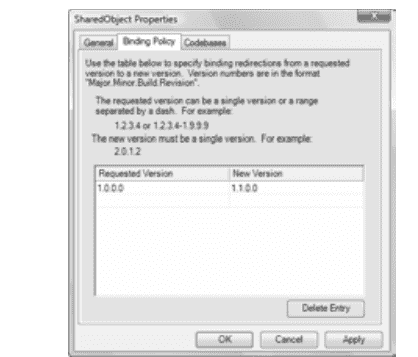 SharedObject Properties
General Binding Policy Codebases
Use the table below to specify binding redirections from a requested
version to a new version. Version numbers are in the format
"Major.Minor.Build.Revision".
The requested version can be a single version or a range
separated by a dash. For example:
1.2.3.4 or 1.2.3.4-1.9.9.9
The new version must be a single version. For example:
2.0.1.2
Requested Version New Version
1.0.0.0 1.1.0.0
Delete Entry
OK Cancel Apply